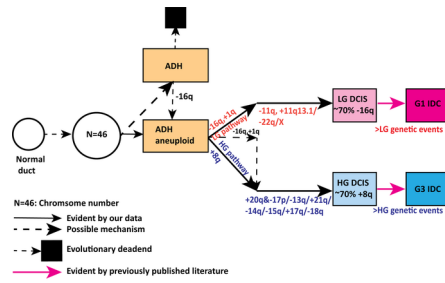 ADH
-16q
N=46
ADH
aneuploid
Normal
duct
-16q,+1q
LG pathway
-16q,+1q
HG pathway
+8q
-11q, +11q13.1/
-22q/X
LG DCIS
~70% -16q
G1 IDC
>LG genetic events
HG DCIS
~70% +8q
G3 IDC
>HG genetic events
+20q&-17p/-13q/+21q/
-14q/-15q/+17q/-18q
N=46: Chromsome number
Evident by our data
Possible mechanism
Evolutionary deadend
Evident by previously published literature